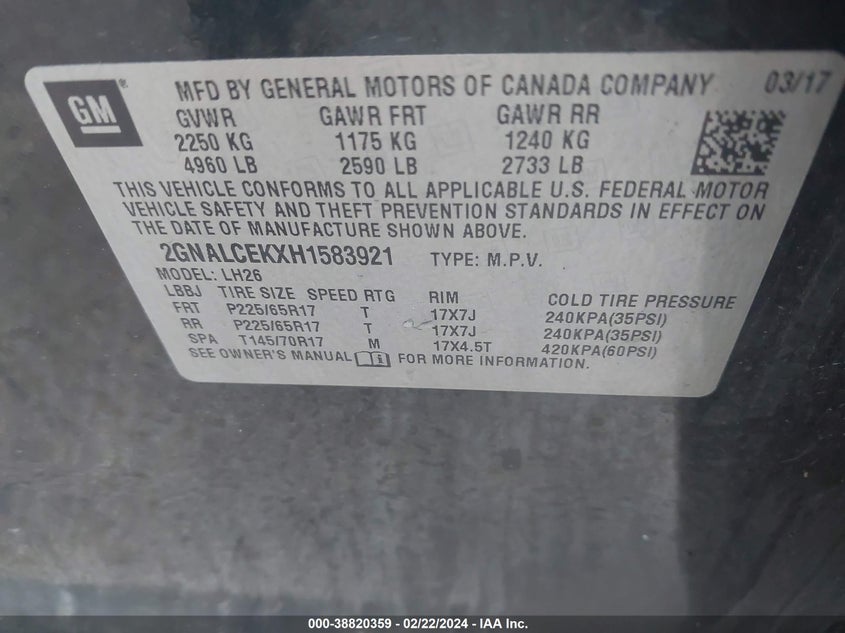 GM ® MFD BY GENERAL MOTORS OF CANADA COMPANY 03/17
GVWR GAWR FRT GAWR RR
2250 KG 1175 KG 1240 KG
4960 LB 2590 LB 2733 LB
THIS VEHICLE CONFORMS TO ALL APPLICABLE U.S. FEDERAL MOTOR
VEHICLE SAFETY AND THEFT PREVENTION STANDARDS IN EFFECT ON
THE DATE OF MANUFACTURE SHOWN ABOVE.
2GNALCEKXH1583921 TYPE: M.P.V.
MODEL: LH26
LBBJ TIRE SIZE SPEED RTG RIM COLD TIRE PRESSURE
FRT P225/65R17 T 17X7J 240KPA(35PSI)
RR P225/65R17 T 17X7J 240KPA(35PSI)
SPA T145/70R17 M 17X4.5T 420KPA(60PSI)
SEE OWNER'S MANUAL FOR MORE INFORMATION.
000-38820359 - 02/22/2024 - IAA Inc.